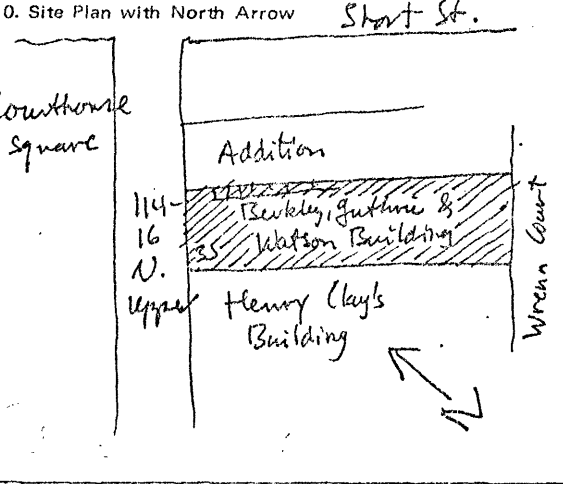 0. Site Plan with North Arrow
Short St.
Courthouse
Square
Addition
114-
16
N.
Upper
Berkley, Guthrie &
Watson Building
35
Henry Clay's
Building
Wrenn Court
N